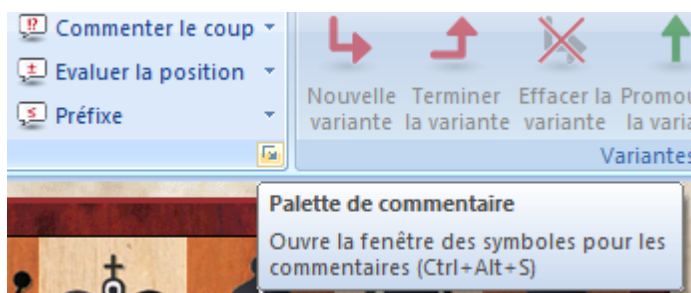 Commenter le coup
Evaluer la position
Préfixe
Nouvelle Terminer Effacer la
variante la variante variante la
Variantes
Palette de commentaire
Ouvre la fenêtre des symboles pour les
commentaires (Ctrl+Alt+S)